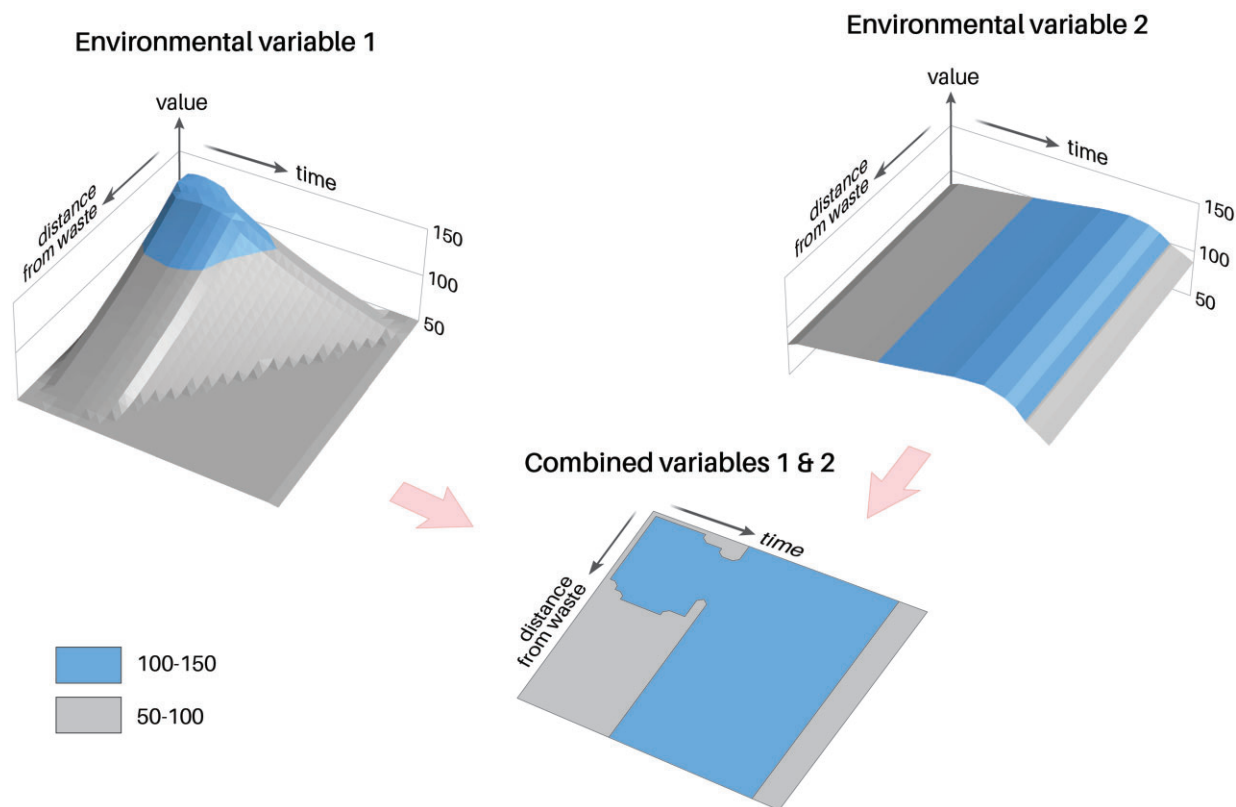 Environmental variable 1
value
time
distance
from waste
150
100
50
Environmental variable 2
value
time
distance
from waste
150
100
50
Combined variables 1 & 2
time
distance
from waste
100-150
50-100